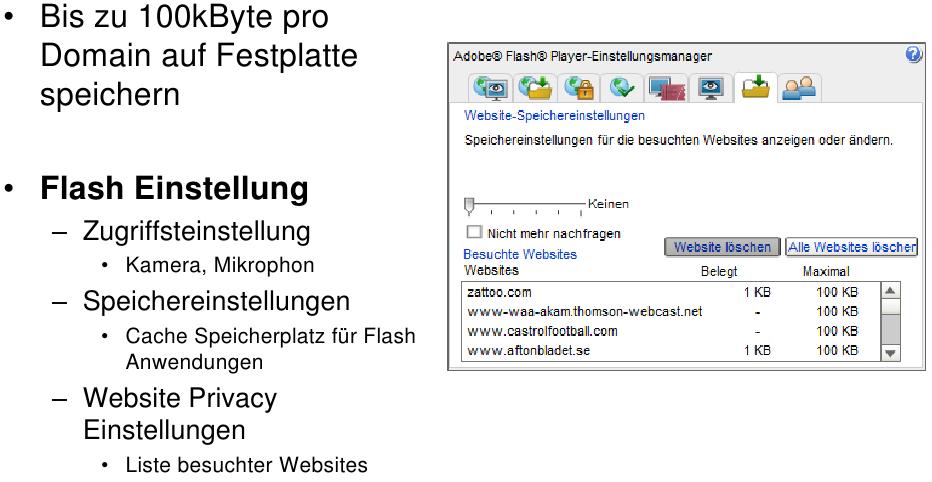 • Bis zu 100kByte pro
Domain auf Festplatte
speichern
• Flash Einstellung
– Zugriffsteinstellung
• Kamera, Mikrophon
– Speichereinstellungen
• Cache Speicherplatz für Flash
Anwendungen
– Website Privacy
Einstellungen
• Liste besuchter Websites
Adobe® Flash® Player-Einstellungsmanager
?
Website-Speichereinstellungen
Speichereinstellungen für die besuchten Websites anzeigen oder ändern.
Keinen
Nicht mehr nachfragen
Website löschen Alle Websites löschen
Besuchte Websites
Websites Belegt Maximal
zattoo.com 1 KB 100 KB
www-waa-akam.thomson-webcast.net - 100 KB
www.castrolfootball.com - 100 KB
www.aftonbladet.se 1 KB 100 KB